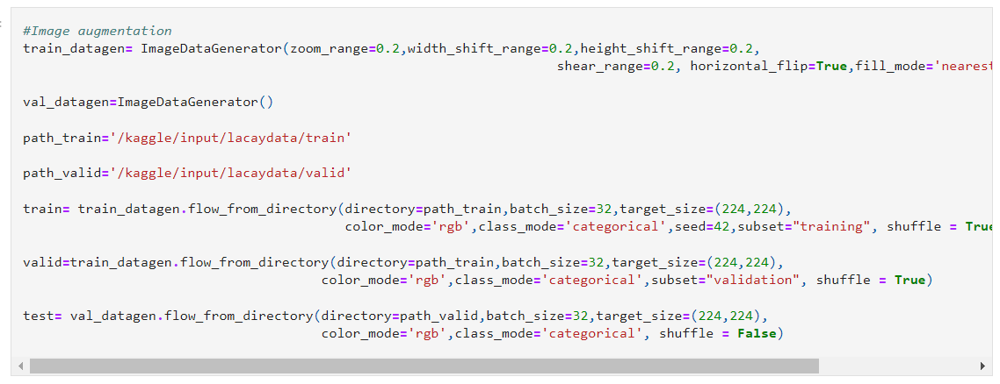 #Image augmentation
train_datagen= ImageDataGenerator(zoom_range=0.2,width_shift_range=0.2,height_shift_range=0.2,
shear_range=0.2, horizontal_flip=True,fill_mode='nearest
val_datagen=ImageDataGenerator()
path_train='/kaggle/input/lacaydata/train'
path_valid='/kaggle/input/lacaydata/valid'
train= train_datagen.flow_from_directory(directory=path_train,batch_size=32,target_size=(224,224),
color_mode='rgb',class_mode='categorical',seed=42,subset="training", shuffle = True
valid=train_datagen.flow_from_directory(directory=path_train,batch_size=32,target_size=(224,224),
color_mode='rgb',class_mode='categorical',subset="validation", shuffle = True)
test= val_datagen.flow_from_directory(directory=path_valid,batch_size=32,target_size=(224,224),
color_mode='rgb',class_mode='categorical', shuffle = False)